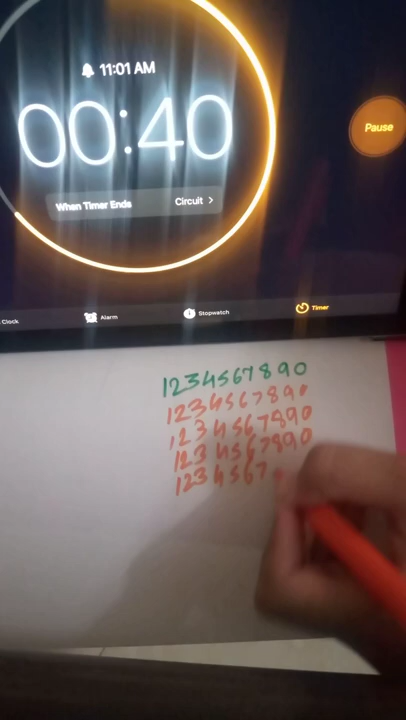 11:01 AM
00:40
Pause
When Timer Ends Circuit >
Clock Alarm Stopwatch Timer
1234567890
1234567890
1234567890
1234567890
1234567